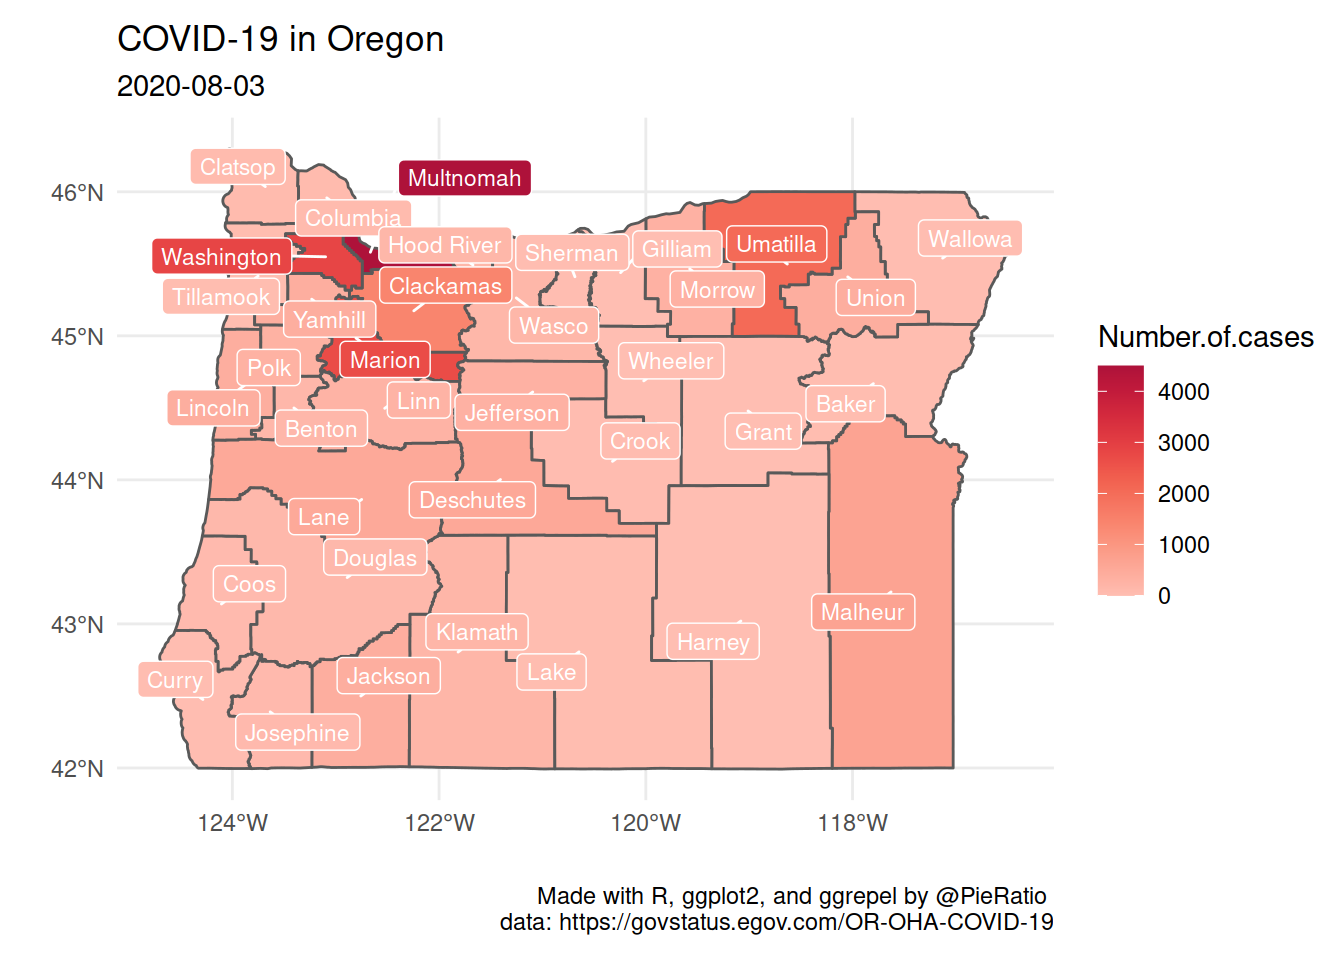 COVID-19 in Oregon
2020-08-03
Clatsop
Multnomah
46°N
Columbia
Hood River
Washington
Sherman
Gilliam
Umatilla
Wallowa
Tillamook
Clackamas
Morrow
Union
Yamhill
Wasco
45°N
Marion
Wheeler
Polk
Lincoln
Linn
Jefferson
Baker
Benton
Crook
Grant
44°N
Deschutes
Lane
Douglas
Coos
43°N
Klamath
Harney
Malheur
Curry
Jackson
Lake
Josephine
42°N
124°W
122°W
120°W
118°W
Number.of.cases
4000
3000
2000
1000
0
Made with R, ggplot2, and ggrepel by @PieRatio
data: https://govstatus.egov.com/OR-OHA-COVID-19